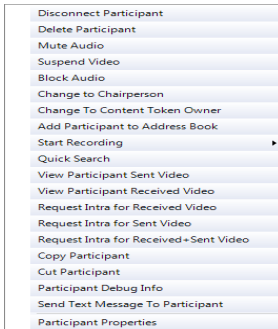 Disconnect Participant
Delete Participant
Mute Audio
Suspend Video
Block Audio
Change to Chairperson
Change To Content Token Owner
Add Participant to Address Book
Start Recording
Quick Search
View Participant Sent Video
View Participant Received Video
Request Intra for Received Video
Request Intra for Sent Video
Request Intra for Received+Sent Video
Copy Participant
Cut Participant
Participant Debug Info
Send Text Message To Participant
Participant Properties